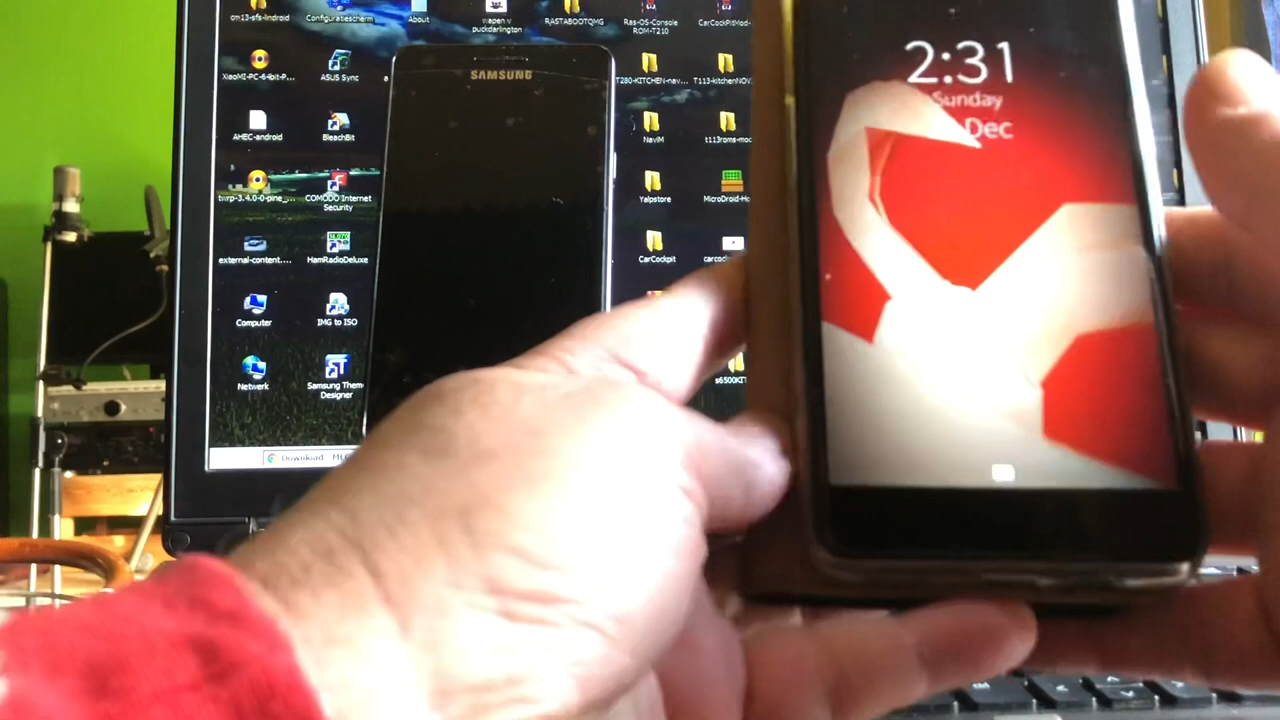 cm13-sfs-lindroid
Configuratiescherm
About
wapen v
puckdarlington
RASTABOOTQMG
Ras-OS-Console
ROM-T210
CarCockPitMod-
XiaoMI-PC-64bit-P...
ASUS Sync
a
SAMSUNG
T280-KITCHEN-nav...
T113-kitchenNOV
2:31
Sunday
Dec
AHEC-android
BleachBit
NaviM
t113roms-mod
twrp-3.4.0-0-pine_...
COMODO Internet
Security
Yalpstore
MicroDroid-Ho
external-content....
HamRadioDeluxe
CarCockpit
carcock
Computer
IMG to ISO
Netwerk
Samsung Theme
Designer
s6500KIT
Download